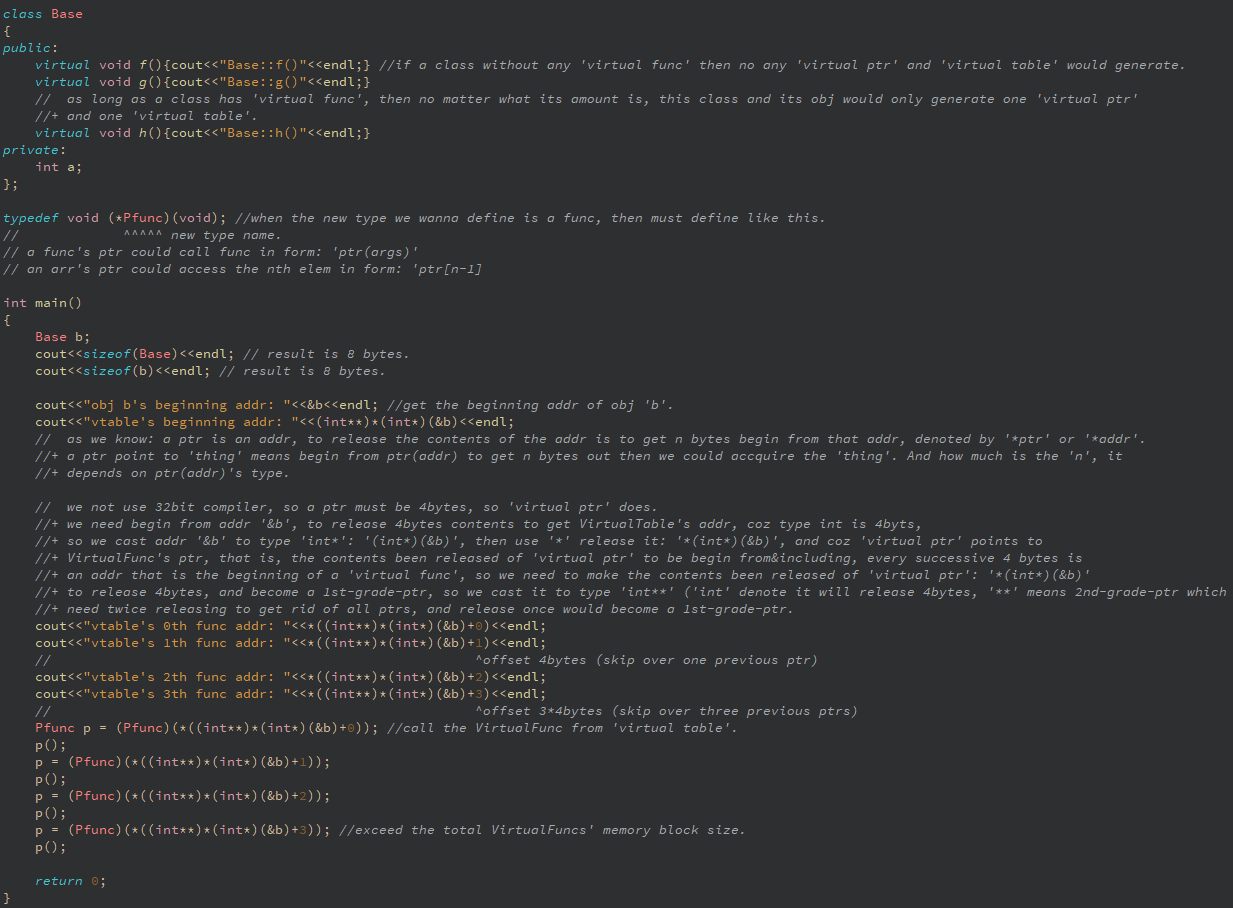 class Base
{
public:
    virtual void f(){cout<<"Base::f()"<<endl;} //if a class without any 'virtual func' then no any 'virtual ptr' and 'virtual table' would generate.
    virtual void g(){cout<<"Base::g()"<<endl;}
    //  as long as a class has 'virtual func', then no matter what its amount is, this class and its obj would only generate one 'virtual ptr'
    //+ and one 'virtual table'.
    virtual void h(){cout<<"Base::h()"<<endl;}
private:
    int a;
};

typedef void (*Pfunc)(void); //when the new type we wanna define is a func, then must define like this.
//             ^^^^^ new type name.
// a func's ptr could call func in form: 'ptr(args)'
// an arr's ptr could access the nth elem in form: 'ptr[n-1]

int main()
{
    Base b;
    cout<<sizeof(Base)<<endl; // result is 8 bytes.
    cout<<sizeof(b)<<endl; // result is 8 bytes.

    cout<<"obj b's beginning addr: "<<&b<<endl; //get the beginning addr of obj 'b'.
    cout<<"vtable's beginning addr: "<<(int**)*(int*)(&b)<<endl;
    //  as we know: a ptr is an addr, to release the contents of the addr is to get n bytes begin from that addr, denoted by '*ptr' or '*addr'.
    //+ a ptr point to 'thing' means begin from ptr(addr) to get n bytes out then we could accquire the 'thing'. And how much is the 'n', it
    //+ depends on ptr(addr)'s type.

    //  we not use 32bit compiler, so a ptr must be 4bytes, so 'virtual ptr' does.
    //+ we need begin from addr '&b', to release 4bytes contents to get VirtualTable's addr, coz type int is 4byts,
    //+ so we cast addr '&b' to type 'int*': '(int*)(&b)', then use '*' release it: '*(int*)(&b)', and coz 'virtual ptr' points to
    //+ VirtualFunc's ptr, that is, the contents been released of 'virtual ptr' to be begin from&including, every successive 4 bytes is
    //+ an addr that is the beginning of a 'virtual func', so we need to make the contents been released of 'virtual ptr': '*(int*)(&b)'
    //+ to release 4bytes, and become a 1st-grade-ptr, so we cast it to type 'int**' ('int' denote it will release 4bytes, '**' means 2nd-grade-ptr which
    //+ need twice releasing to get rid of all ptrs, and release once would become a 1st-grade-ptr.
    cout<<"vtable's 0th func addr: "<<*((int**)*(int*)(&b)+0)<<endl;
    cout<<"vtable's 1th func addr: "<<*((int**)*(int*)(&b)+1)<<endl;
    //                                                      ^offset 4bytes (skip over one previous ptr)
    cout<<"vtable's 2th func addr: "<<*((int**)*(int*)(&b)+2)<<endl;
    cout<<"vtable's 3th func addr: "<<*((int**)*(int*)(&b)+3)<<endl;
    //                                                      ^offset 3*4bytes (skip over three previous ptrs)
    Pfunc p = (Pfunc)(*((int**)*(int*)(&b)+0)); //call the VirtualFunc from 'virtual table'.
    p();
    p = (Pfunc)(*((int**)*(int*)(&b)+1));
    p();
    p = (Pfunc)(*((int**)*(int*)(&b)+2));
    p();
    p = (Pfunc)(*((int**)*(int*)(&b)+3)); //exceed the total VirtualFuncs' memory block size.
    p();

    return 0;
}